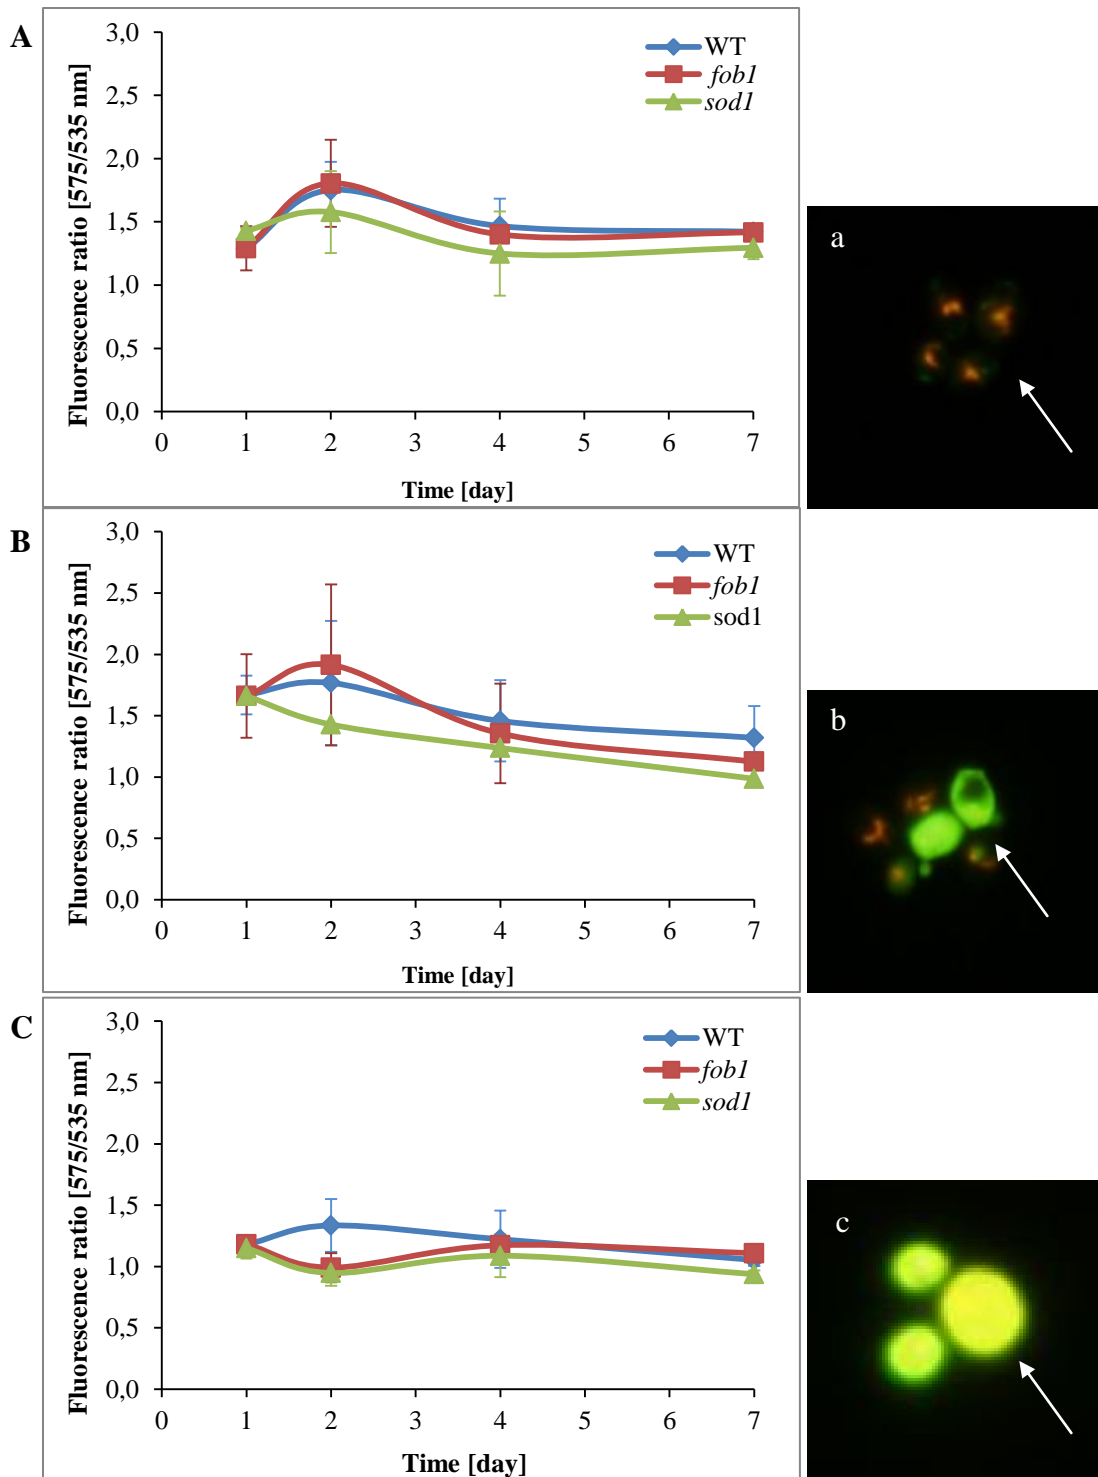 A
Fluorescence ratio [575/535 nm]
3,0
2,5
2,0
1,5
1,0
0,5
0,0
0 1 2 3 4 5 6 7
Time [day]
WT
fob1
sod1
a
B
Fluorescence ratio [575/535 nm]
3,0
2,5
2,0
1,5
1,0
0,5
0,0
0 1 2 3 4 5 6 7
Time [day]
WT
fob1
sod1
b
C
Fluorescence ratio [575/535 nm]
3,0
2,5
2,0
1,5
1,0
0,5
0,0
0 1 2 3 4 5 6 7
Time [day]
WT
fob1
sod1
c